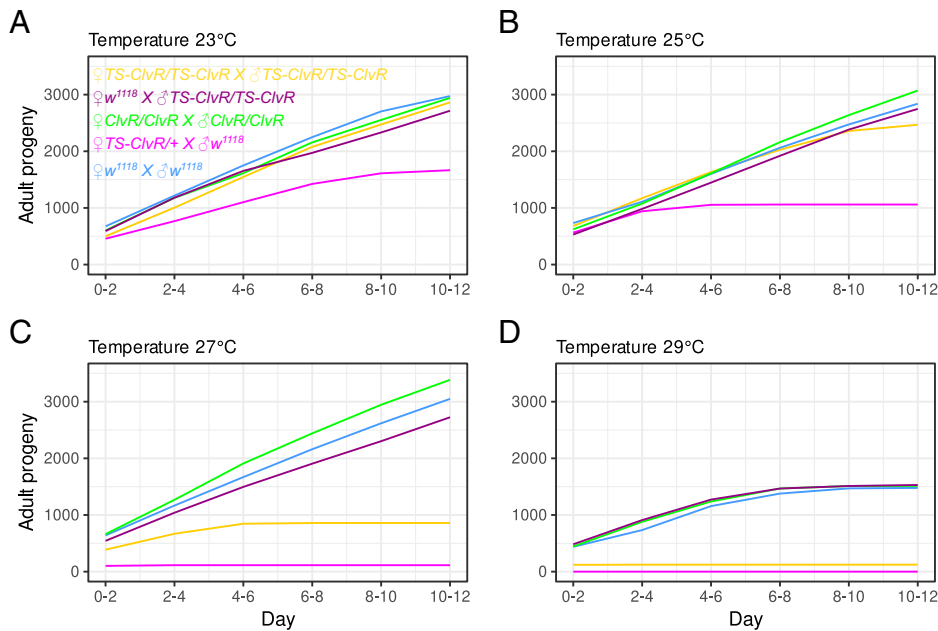 A
Temperature 23°C
Adult progeny
3000
2000
1000
0
♀TS-ClvR/TS-ClvR X ♂TS-ClvR/TS-ClvR
♀w1118 X ♂TS-ClvR/TS-ClvR
♀ClvR/ClvR X ♂ClvR/ClvR
♀TS-ClvR/+ X ♂w1118
♀w1118 X ♂w1118
0-2 2-4 4-6 6-8 8-10 10-12
B
Temperature 25°C
3000
2000
1000
0
0-2 2-4 4-6 6-8 8-10 10-12
C
Temperature 27°C
Adult progeny
3000
2000
1000
0
0-2 2-4 4-6 6-8 8-10 10-12
Day
D
Temperature 29°C
3000
2000
1000
0
0-2 2-4 4-6 6-8 8-10 10-12
Day